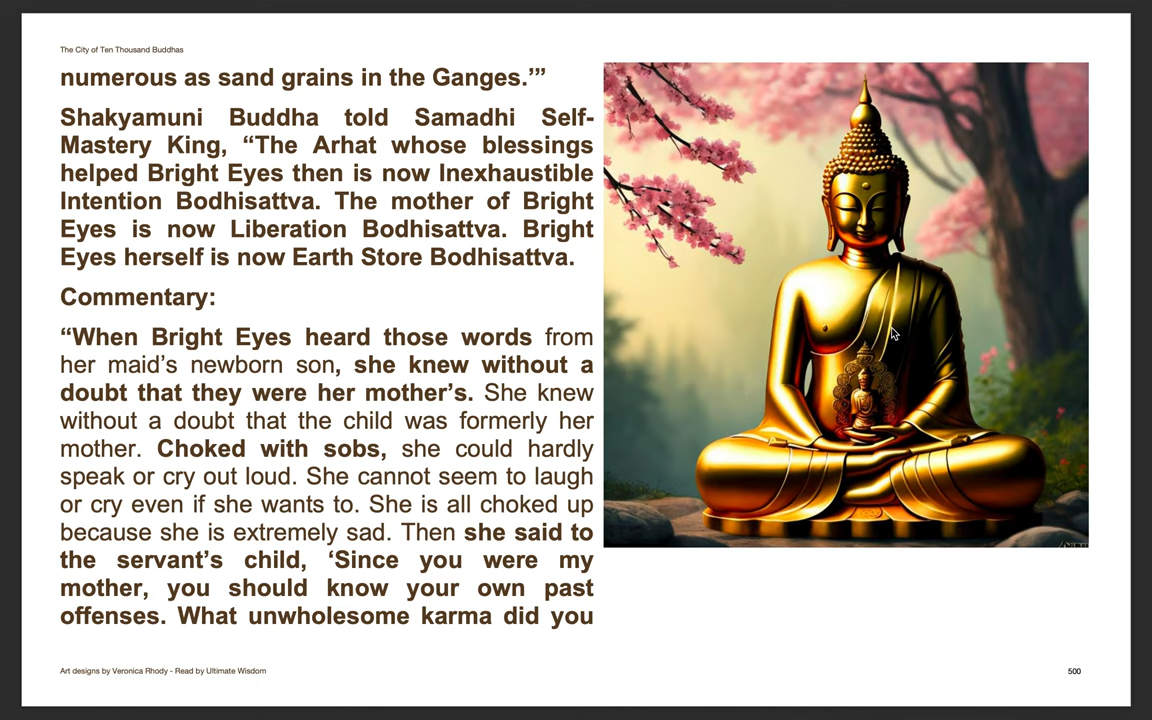 The City of Ten Thousand Buddhas
numerous as sand grains in the Ganges.’”
Shakyamuni Buddha told Samadhi Self-
Mastery King, “The Arhat whose blessings
helped Bright Eyes then is now Inexhaustible
Intention Bodhisattva. The mother of Bright
Eyes is now Liberation Bodhisattva. Bright
Eyes herself is now Earth Store Bodhisattva.
Commentary:
“When Bright Eyes heard those words from
her maid’s newborn son, she knew without a
doubt that they were her mother’s. She knew
without a doubt that the child was formerly her
mother. Choked with sobs, she could hardly
speak or cry out loud. She cannot seem to laugh
or cry even if she wants to. She is all choked up
because she is extremely sad. Then she said to
the servant’s child, ‘Since you were my
mother, you should know your own past
offenses. What unwholesome karma did you
Art designs by Veronica Rhody - Read by Ultimate Wisdom
500